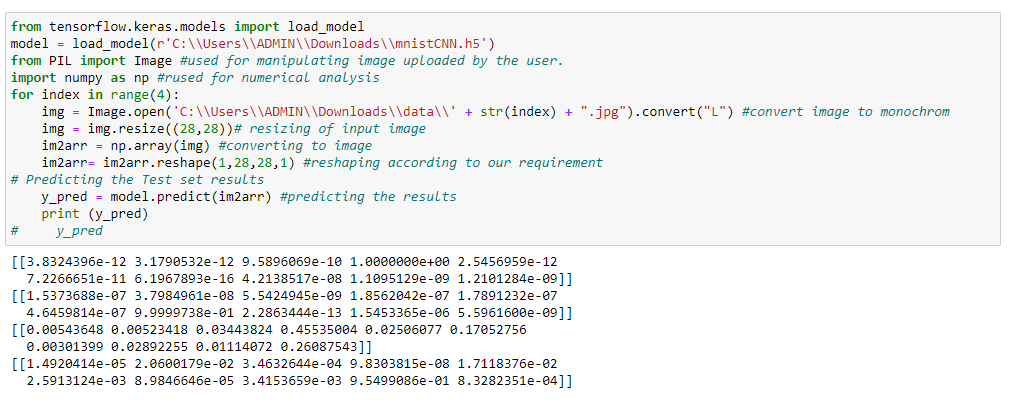 from tensorflow.keras.models import load_model
model = load_model(r'C:\\Users\\ADMIN\\Downloads\\mnistCNN.h5')
from PIL import Image #used for manipulating image uploaded by the user.
import numpy as np #rused for numerical analysis
for index in range(4):
    img = Image.open('C:\\Users\\ADMIN\\Downloads\\data\\' + str(index) + ".jpg").convert("L") #convert image to monochrom
    img = img.resize((28,28))# resizing of input image
    im2arr = np.array(img) #converting to image
    im2arr= im2arr.reshape(1,28,28,1) #reshaping according to our requirement
# Predicting the Test set results
    y_pred = model.predict(im2arr) #predicting the results
    print (y_pred)
#     y_pred
[[3.8324396e-12 3.1790532e-12 9.5896069e-10 1.0000000e+00 2.5456959e-12
  7.2266651e-11 6.1967893e-16 4.2138517e-08 1.1095129e-09 1.2101284e-09]]
[[1.5373688e-07 3.7984961e-08 5.5424945e-09 1.8562042e-07 1.7891232e-07
  4.6459814e-07 9.9999738e-01 2.2863444e-13 1.5453365e-06 5.5961600e-09]]
[[0.00543648 0.00523418 0.03443824 0.45535004 0.02506077 0.17052756
  0.00301399 0.02892255 0.01114072 0.26087543]]
[[1.4920414e-05 2.0600179e-02 3.4632644e-04 9.8303815e-08 1.7118376e-02
  2.5913124e-03 8.9846646e-05 3.4153659e-03 9.5499086e-01 8.3282351e-04]]